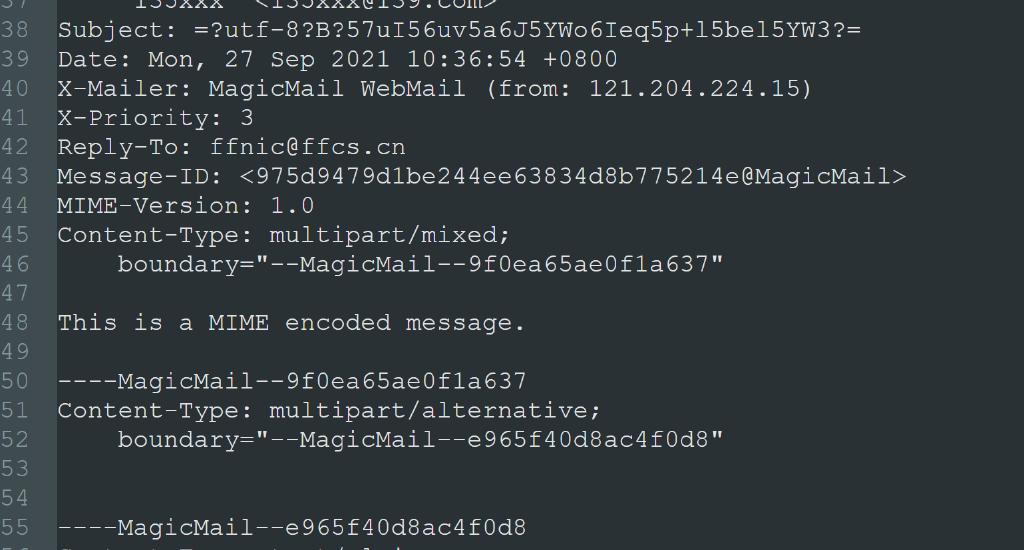 37 135xxx" <135xxx@139.com>
38 Subject: =?utf-8?B?57uI56uv5a6J5YWo6Ieq5p+l5bel5YW3?=
39 Date: Mon, 27 Sep 2021 10:36:54 +0800
40 X-Mailer: MagicMail WebMail (from: 121.204.224.15)
41 X-Priority: 3
42 Reply-To: ffnic@ffcs.cn
43 Message-ID: <975d9479d1be244ee63834d8b775214e@MagicMail>
44 MIME-Version: 1.0
45 Content-Type: multipart/mixed;
46 boundary="--MagicMail--9f0ea65ae0f1a637"
47
48 This is a MIME encoded message.
49
50 ----MagicMail--9f0ea65ae0f1a637
51 Content-Type: multipart/alternative;
52 boundary="--MagicMail--e965f40d8ac4f0d8"
53
54
55 ----MagicMail--e965f40d8ac4f0d8